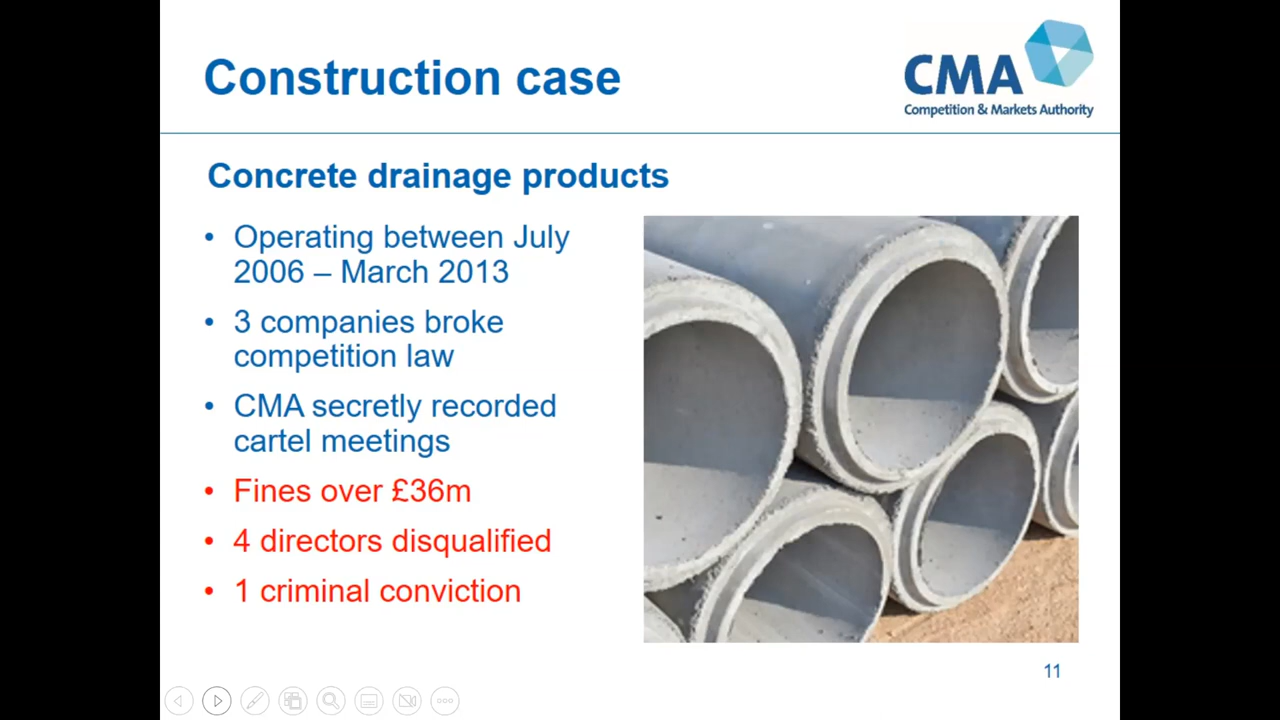 Construction case
CMA
Competition & Markets Authority
Concrete drainage products
• Operating between July
2006 – March 2013
• 3 companies broke
competition law
• CMA secretly recorded
cartel meetings
• Fines over £36m
• 4 directors disqualified
• 1 criminal conviction
11